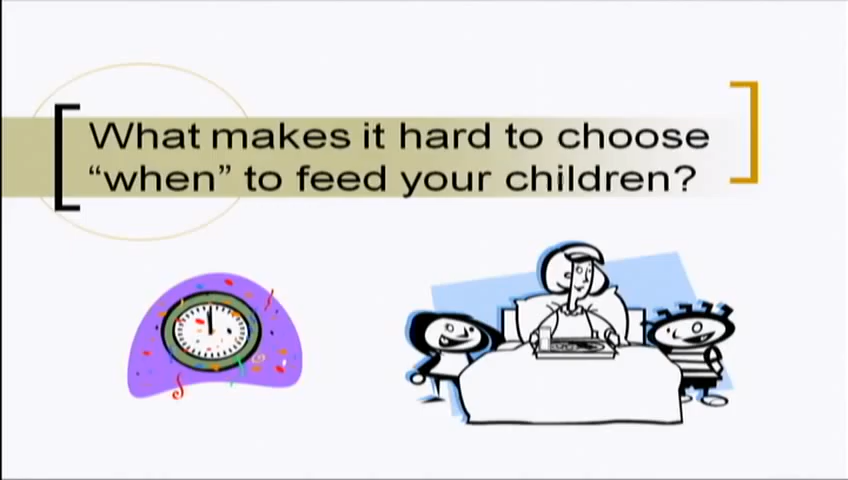 What makes it hard to choose
“when” to feed your children?